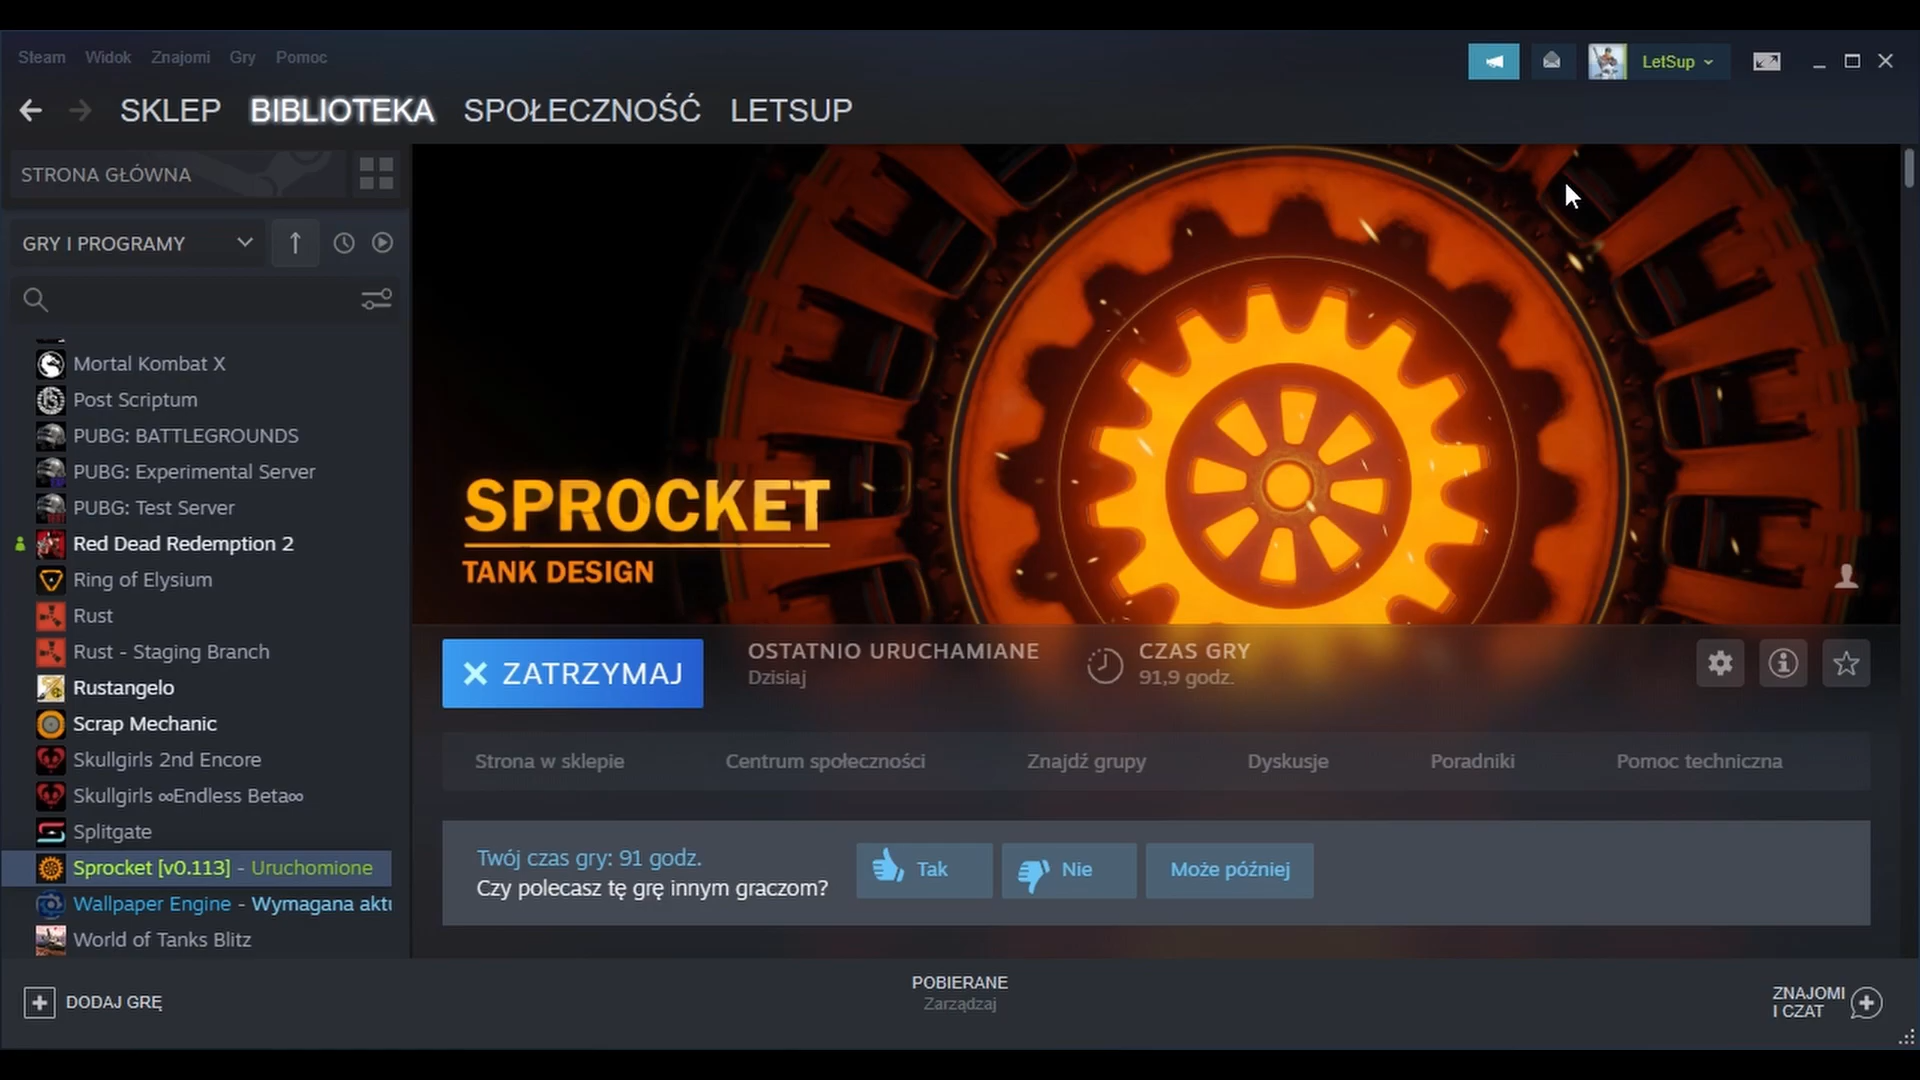 Steam Widok Znajomi Gry Pomoc
LetSup
SKLEP BIBLIOTEKA SPOŁECZNOŚĆ LETSUP
STRONA GŁÓWNA
GRY I PROGRAMY
Mortal Kombat X
Post Scriptum
PUBG: BATTLEGROUNDS
PUBG: Experimental Server
PUBG: Test Server
Red Dead Redemption 2
Ring of Elysium
Rust
Rust - Staging Branch
Rustangelo
Scrap Mechanic
Skullgirls 2nd Encore
Skullgirls ∞Endless Beta∞
Splitgate
Sprocket [v0.113] - Uruchomione
Wallpaper Engine - Wymagana aktu
World of Tanks Blitz
SPROCKET
TANK DESIGN
ZATRZYMAJ
OSTATNIO URUCHAMIANE
Dzisiaj
CZAS GRY
91,9 godz.
Strona w sklepie Centrum społeczności Znajdź grupy Dyskusje Poradniki Pomoc techniczna
Twój czas gry: 91 godz.
Czy polecasz tę grę innym graczom?
Tak Nie Może później
DODAJ GRĘ
POBIERANE
Zarządzaj
ZNAJOMI
I CZAT